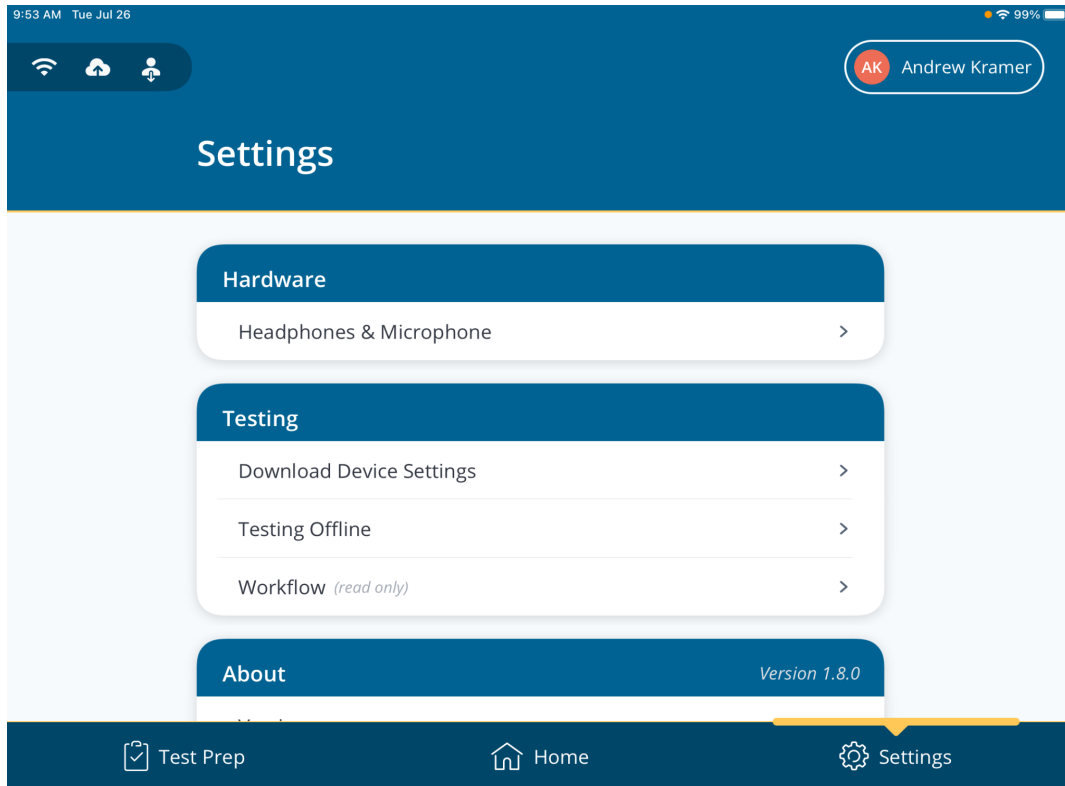 9:53 AM Tue Jul 26
99%
AK Andrew Kramer
Settings
Hardware
Headphones & Microphone
Testing
Download Device Settings
Testing Offline
Workflow (read only)
About Version 1.8.0
Test Prep Home Settings